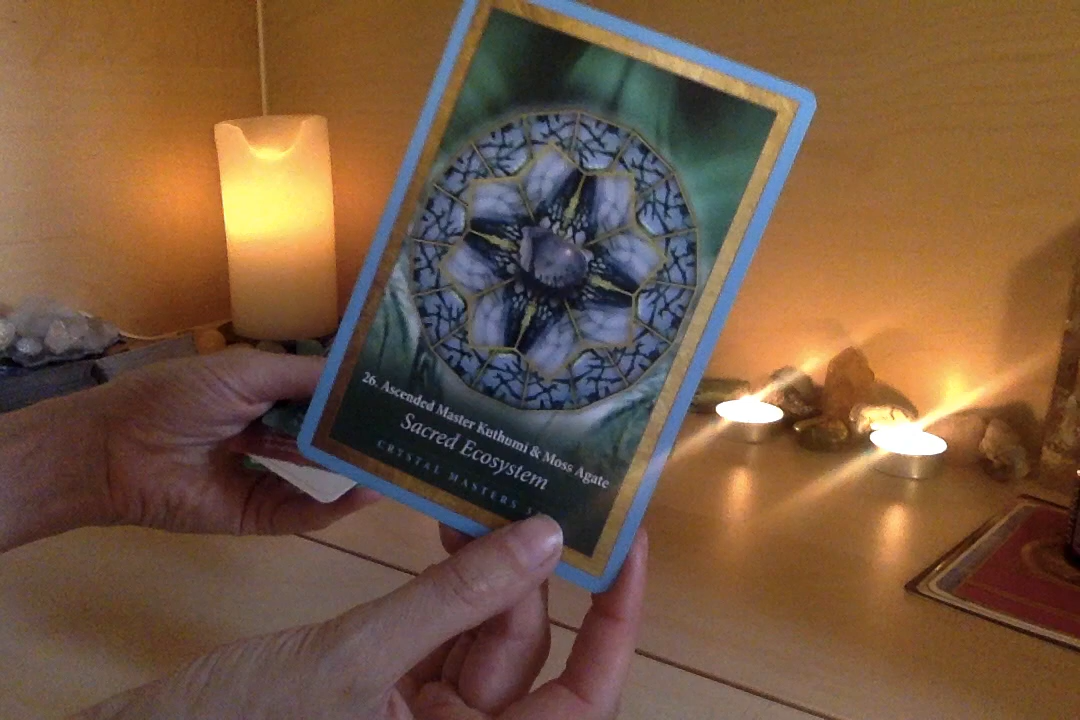 26. Ascended Master Kuthumi & Moss Agate
Sacred Ecosystem
CRYSTAL MASTERS